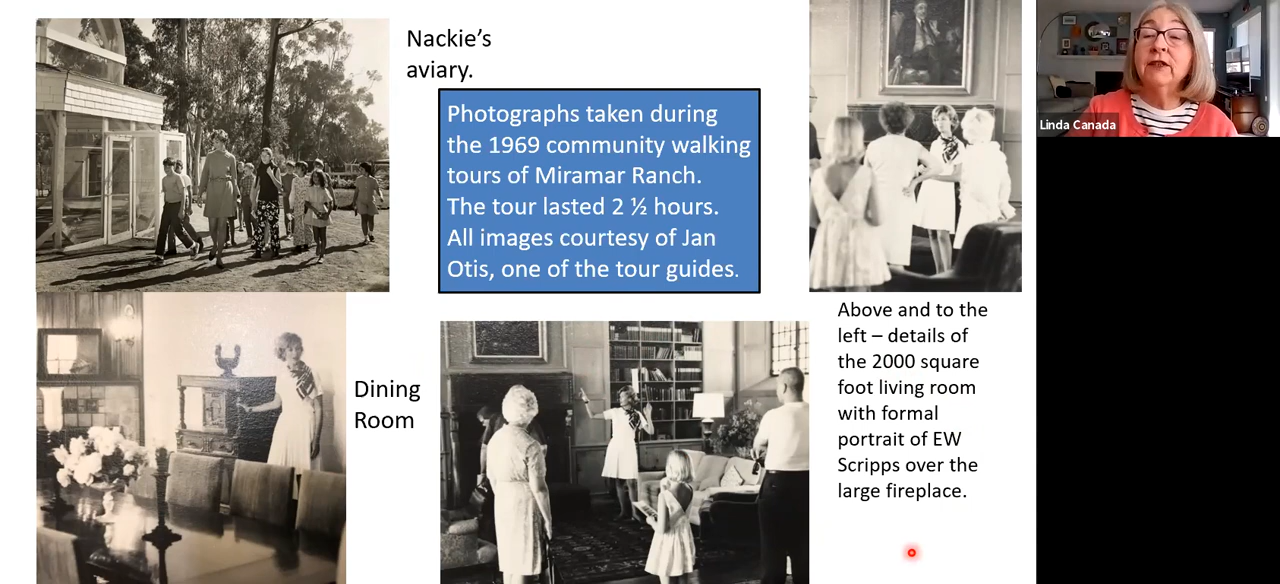 Nackie’s
aviary.
Photographs taken during
the 1969 community walking
tours of Miramar Ranch.
The tour lasted 2 ½ hours.
All images courtesy of Jan
Otis, one of the tour guides.
Linda Canada
Dining
Room
Above and to the
left – details of
the 2000 square
foot living room
with formal
portrait of EW
Scripps over the
large fireplace.